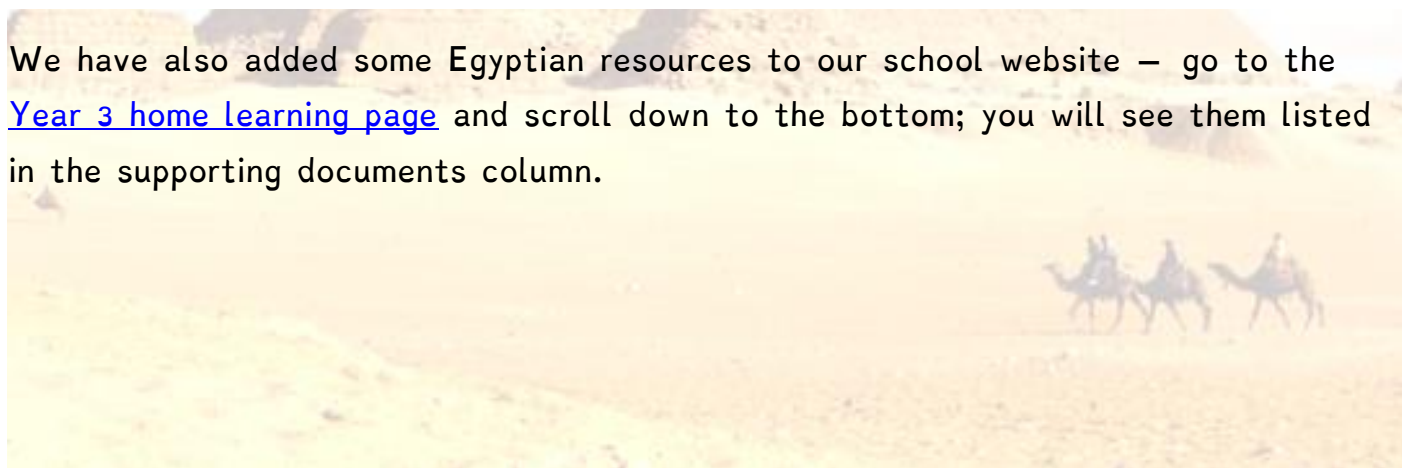 We have also added some Egyptian resources to our school website – go to the
Year 3 home learning page and scroll down to the bottom; you will see them listed
in the supporting documents column.